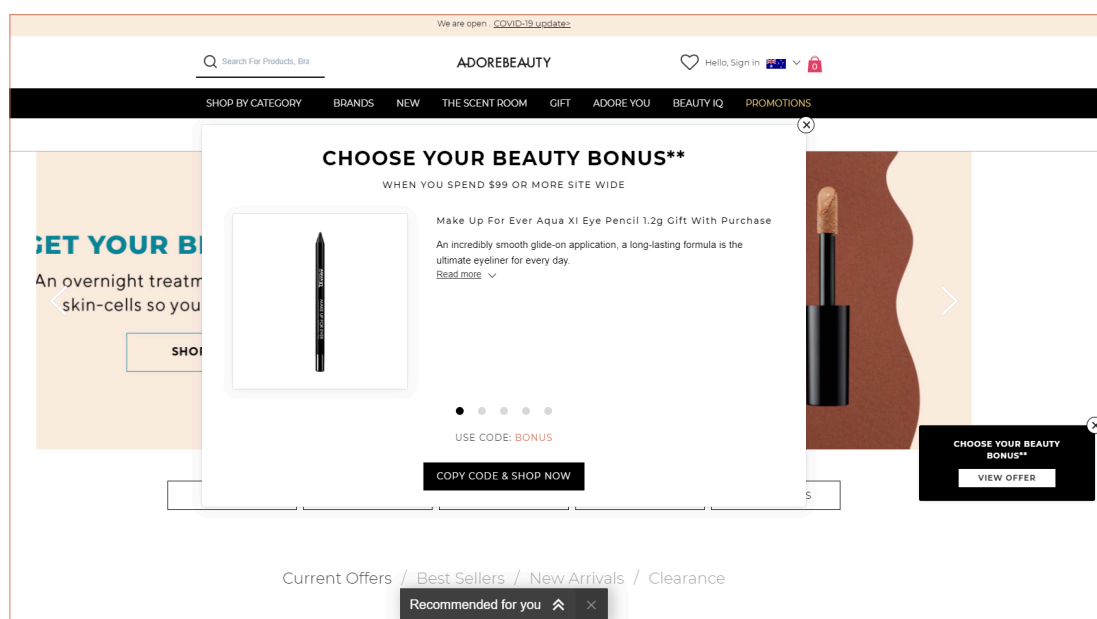 We are open . COVID-19 update>
Search For Products, Bra
ADOREBEAUTY
Hello, Sign in
0
SHOP BY CATEGORY BRANDS NEW THE SCENT ROOM GIFT ADORE YOU BEAUTY IQ PROMOTIONS
CHOOSE YOUR BEAUTY BONUS**
WHEN YOU SPEND $99 OR MORE SITE WIDE
Make Up For Ever Aqua XI Eye Pencil 1.2g Gift With Purchase
An incredibly smooth glide-on application, a long-lasting formula is the
ultimate eyeliner for every day.
Read more
GET YOUR B
An overnight treatm
skin-cells so you
SHO
USE CODE: BONUS
COPY CODE & SHOP NOW
CHOOSE YOUR BEAUTY
BONUS**
VIEW OFFER
S
Current Offers / Best Sellers / New Arrivals / Clearance
Recommended for you